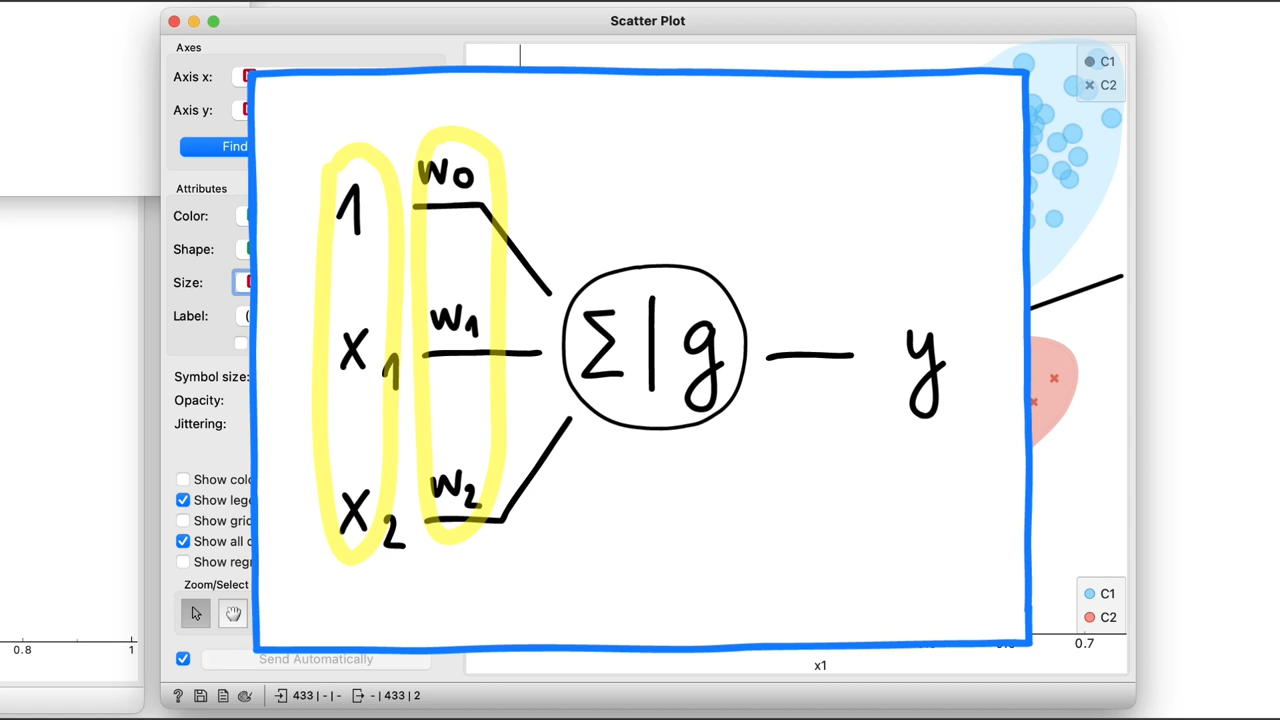 Scatter Plot
Axes
Axis x:
Axis y:
Find
Attributes
Color:
Shape:
Size:
Label: (
Symbol size:
Opacity:
Jittering:
Show colo
Show lege
Show grid
Show all d
Show regr
Zoom/Select
Send Automatically
433 | - | - - | 433 | 2
C1
C2
1 w0
x1 w1 Σ | g y
x2 w2
C1
C2
0.7
x1
0.8 1